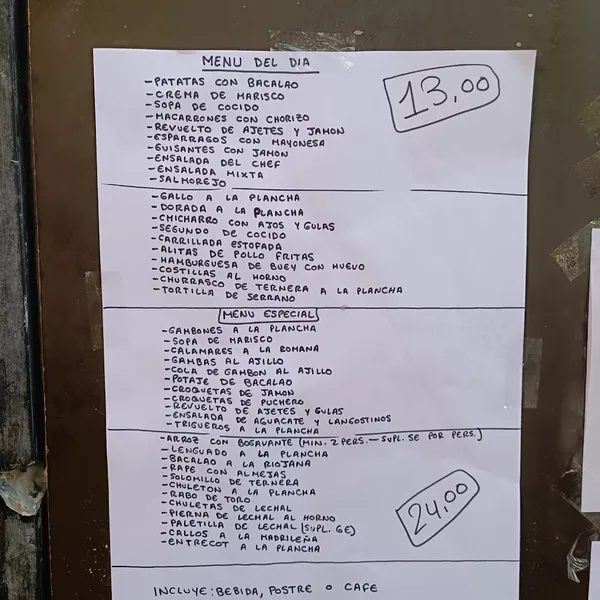 MENU DEL DIA
13,00
-PATATAS CON BACALAO
-CREMA DE MARISCO
-SOPA DE COCIDO
-MACARRONES CON CHORIZO
-REVUELTO DE AJETES Y JAMON
-ESPARRAGOS CON MAYONESA
-GUISANTES CON JAMON
-ENSALADA DEL CHEF
-ENSALADA MIXTA
-SALMOREJO
-GALLO A LA PLANCHA
-DORADA A LA PLANCHA
-CHICHARRO CON AJOS Y GULAS
-SEGUNDO DE COCIDO
-CARRILLADA ESTOFADA
-ALITAS DE POLLO FRITAS
-HAMBURGUESA DE BUEY CON HUEVO
-COSTILLAS AL HORNO
-CHURRASCO DE TERNERA A LA PLANCHA
-TORTILLA DE SERRANO
MENU ESPECIAL
-GAMBONES A LA PLANCHA
-SOPA DE MARISCO
-CALAMARES A LA ROMANA
-GAMBAS AL AJILLO
-COLA DE GAMBON AL AJILLO
-POTAJE DE BACALAO
-CROQUETAS DE JAMON
-CROQUETAS DE PUCHERO
-REVUELTO DE AJETES Y GULAS
-ENSALADA DE AGUACATE Y LANGOSTINOS
-TRIGUEROS A LA PLANCHA
-ARROZ CON BOGAVANTE (MIN. 2 PERS. - SUPL. 5€ POR PERS.)
-LENGUADO A LA PLANCHA
-BACALAO A LA RIOJANA
-RAPE CON ALMEJAS
-SOLOMILLO DE TERNERA
-CHULETON A LA PLANCHA
-RABO DE TORO
-CHULETAS DE LECHAL
-PIERNA DE LECHAL AL HORNO
-PALETILLA DE LECHAL (SUPL. 6€)
-CALLOS A LA MADRILEÑA
-ENTRECOT A LA PLANCHA
24,00
INCLUYE: BEBIDA, POSTRE O CAFE